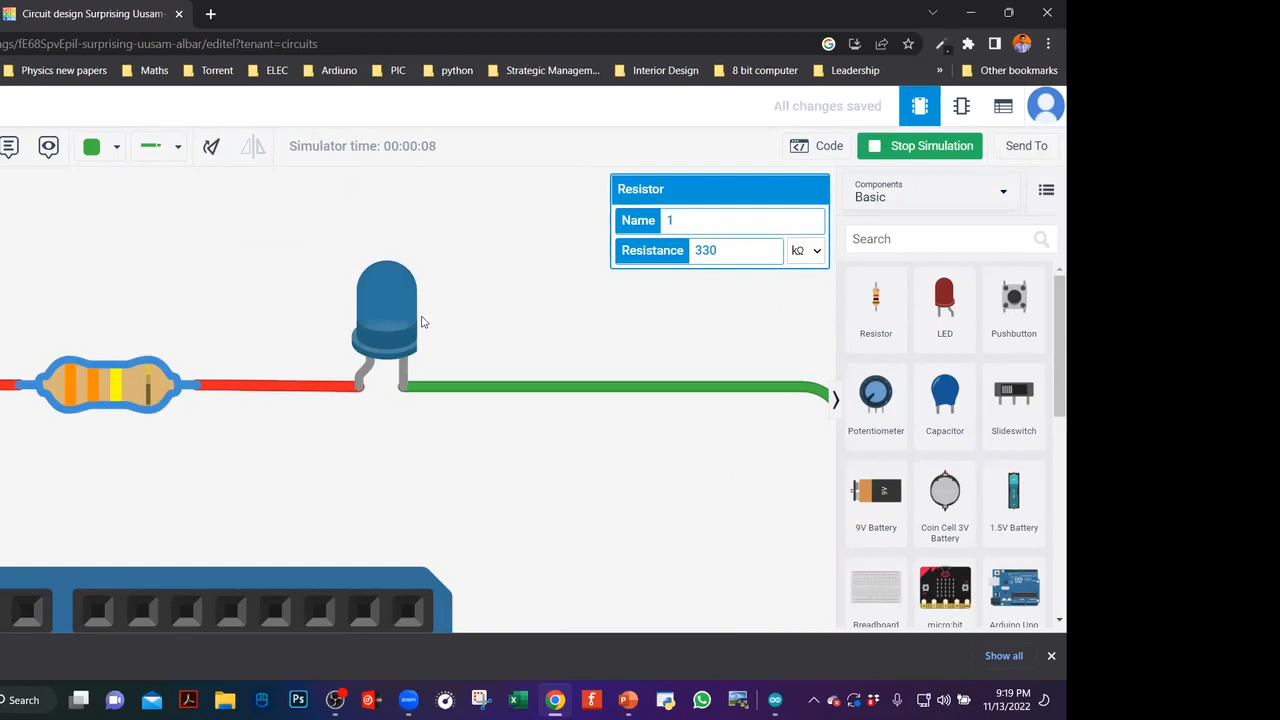 Circuit design Surprising Uusam-
ngs/fE68SpvEpil-surprising-uusam-albar/editel?tenant=circuits
Physics new papers
Maths
Torrent
ELEC
Arduino
PIC
python
Strategic Managem...
Interior Design
8 bit computer
Leadership
»
Other bookmarks
All changes saved
Simulator time: 00:00:08
Code
Stop Simulation
Send To
Resistor
Name 1
Resistance 330 kΩ
Components
Basic
Search
Resistor
LED
Pushbutton
Potentiometer
Capacitor
Slideswitch
9V
9V Battery
Coin Cell 3V
Battery
1.5V Battery
Breadboard
micro:bit
Arduino Uno
Show all
Search
Ps
zoom
9:19 PM
11/13/2022